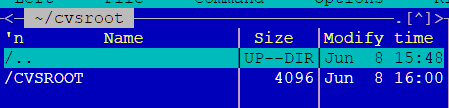 Left File Command Options R
<─ ~/cvsroot ─.[^]>
'n Name │ Size │Modify time
/.. │UP--DIR│Jun 8 15:48
/CVSROOT │ 4096│Jun 8 16:00